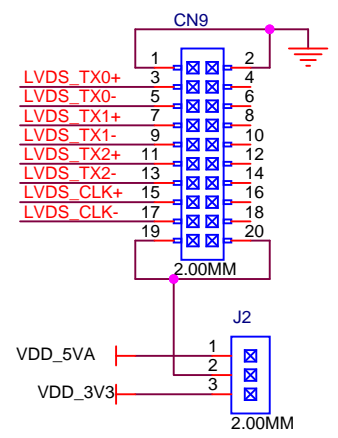 CN9
1 2
LVDS_TX0+ 3 4
LVDS_TX0- 5 6
LVDS_TX1+ 7 8
LVDS_TX1- 9 10
LVDS_TX2+ 11 12
LVDS_TX2- 13 14
LVDS_CLK+ 15 16
LVDS_CLK- 17 18
19 20
2.00MM
J2
VDD_5VA 1
2
VDD_3V3 3
2.00MM